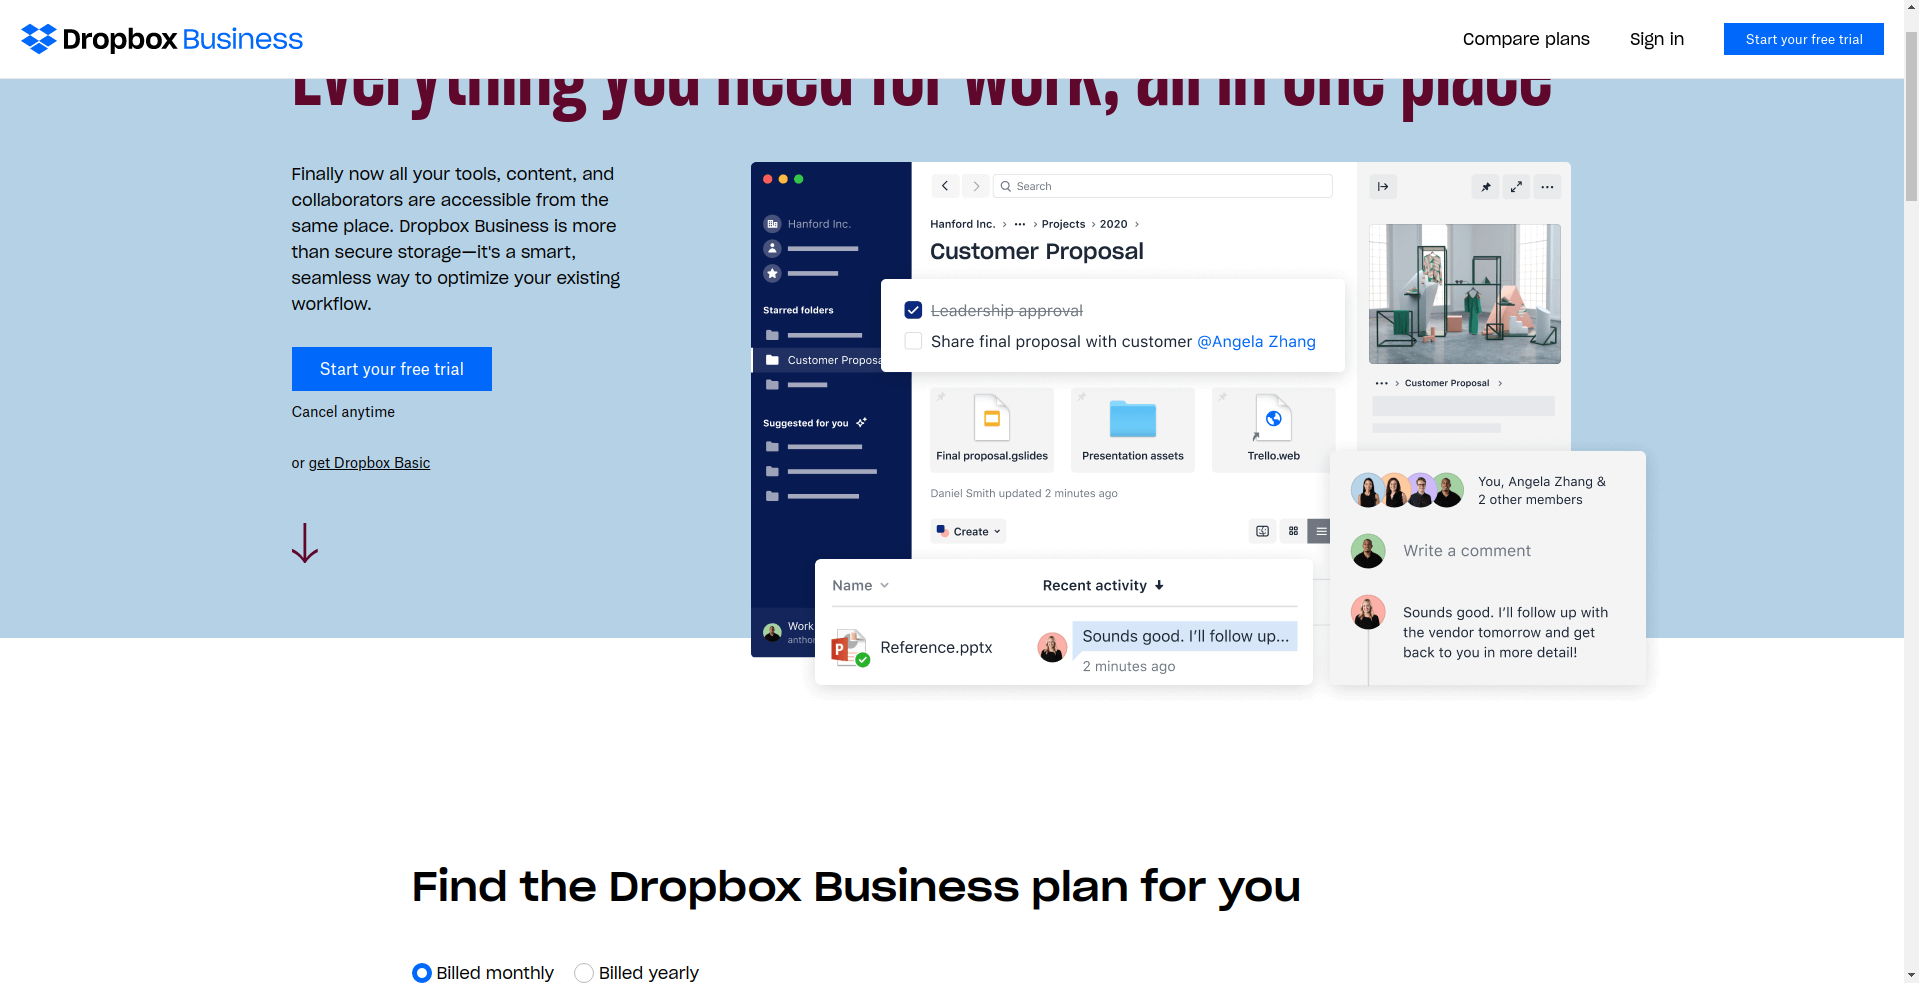 Dropbox Business
Compare plans
Sign in
Start your free trial
Everything you need for work, all in one place
Finally now all your tools, content, and
collaborators are accessible from the
same place. Dropbox Business is more
than secure storage—it's a smart,
seamless way to optimize your existing
workflow.
Start your free trial
Cancel anytime
or get Dropbox Basic
Hanford Inc.
Starred folders
Customer Proposa
Suggested for you
Work
Search
Hanford Inc. › ••• › Projects › 2020 ›
Customer Proposal
Leadership approval
Share final proposal with customer @Angela Zhang
Final proposal.gslides
Presentation assets
Trello.web
Daniel Smith updated 2 minutes ago
Create
Name
Recent activity
Reference.pptx
Sounds good. I’ll follow up...
2 minutes ago
••• › Customer Proposal ›
You, Angela Zhang &
2 other members
Write a comment
Sounds good. I’ll follow up with
the vendor tomorrow and get
back to you in more detail!
Find the Dropbox Business plan for you
Billed monthly
Billed yearly